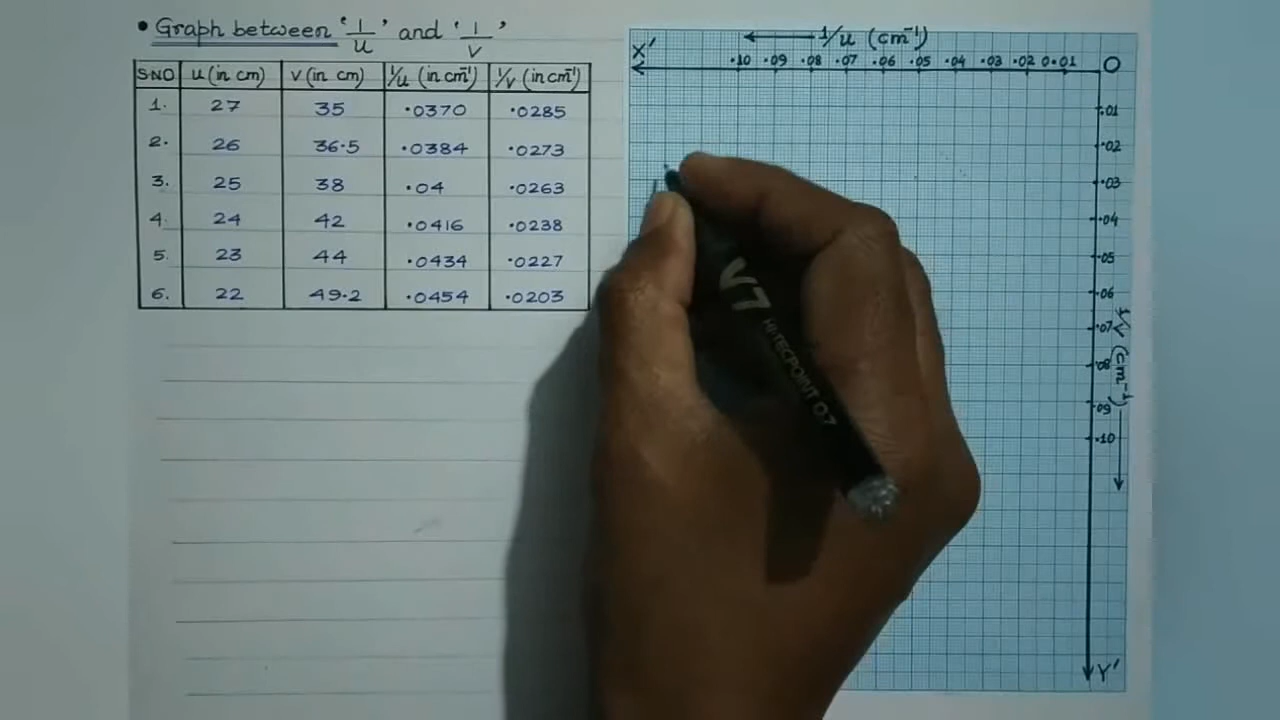 • Graph between '1/u' and '1/v'
S.NO u (in cm) v (in cm) 1/u (in cm⁻¹) 1/v (in cm⁻¹)
1. 27 35 .0370 .0285
2. 26 36.5 .0384 .0273
3. 25 38 .04 .0263
4. 24 42 .0416 .0238
5. 23 44 .0434 .0227
6. 22 49.2 .0454 .0203
1/u (cm⁻¹)
X'
.10 .09 .08 .07 .06 .05 .04 .03 .02 0.01 O
.01
.02
.03
.04
.05
.06
.07
.08
.09
.10
1/v (cm⁻¹)
Y'
V7 HI-TECPOINT 0.7